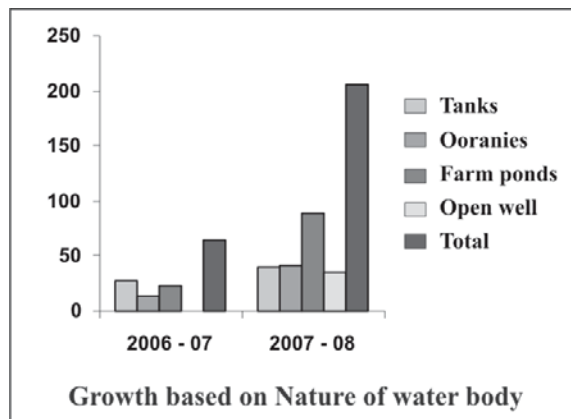 250
200
150
100
50
0
2006 - 07
2007 - 08
Tanks
Ooranies
Farm ponds
Open well
Total
Growth based on Nature of water body